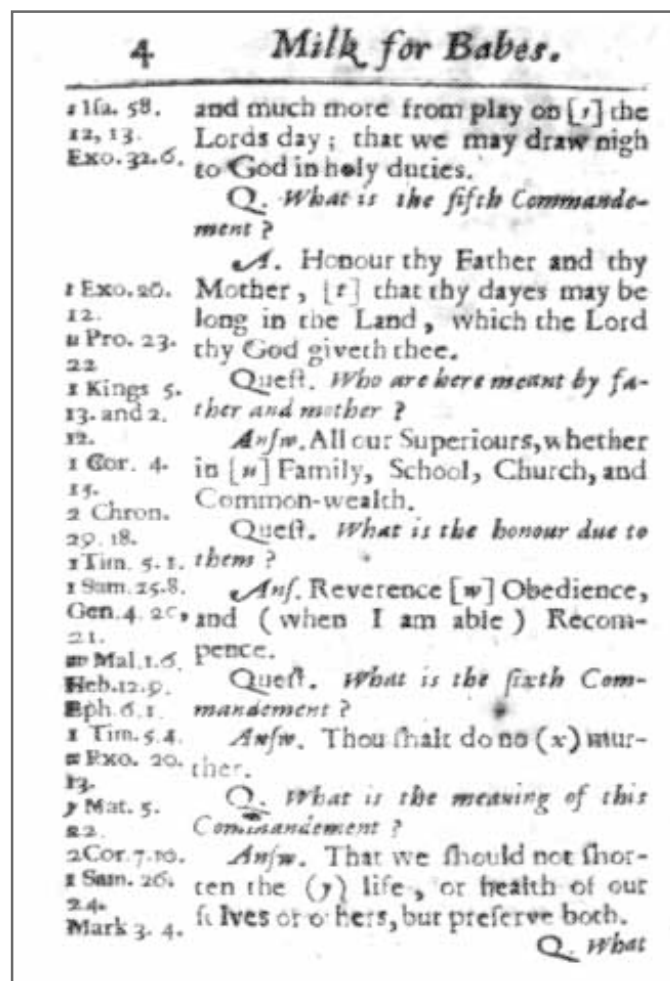 4 Milk for Babes.
ſ Iſa. 58.
12, 13.
Exo. 32. 6.
t Exo. 20.
12.
u Pro. 23.
22
1 Kings 5.
13. and 2.
12.
1 Cor. 4.
15.
2 Chron.
29. 18.
1 Tim. 5. 1.
1 Sam. 25. 8.
Gen. 4. 20,
21.
w Mal. 1. 6.
Heb. 12. 9.
Eph. 6. 1.
1 Tim. 5. 4.
x Exo. 20.
13.
y Mat. 5.
22.
2 Cor. 7. 10.
1 Sam. 26.
24.
Mark 3. 4.
and much more from play on [ſ] the
Lords day; that we may draw nigh
to God in holy duties.
Q. What is the fifth Commande-
ment ?
A. Honour thy Father and thy
Mother, [t] that thy dayes may be
long in the Land, which the Lord
thy God giveth thee.
Queſt. Who are here meant by fa-
ther and mother ?
Anſw. All our Superiours, whether
in [u] Family, School, Church, and
Common-wealth.
Queſt. What is the honour due to
them ?
Anſ. Reverence [w] Obedience,
and ( when I am able ) Recom-
pence.
Queſt. What is the ſixth Com-
mandement ?
Anſw. Thou ſhalt do no (x) mur-
ther.
Q. What is the meaning of this
Commandement ?
Anſw. That we ſhould not ſhor-
ten the (y) life, or health of our
ſelves or others, but preſerve both.
Q. What